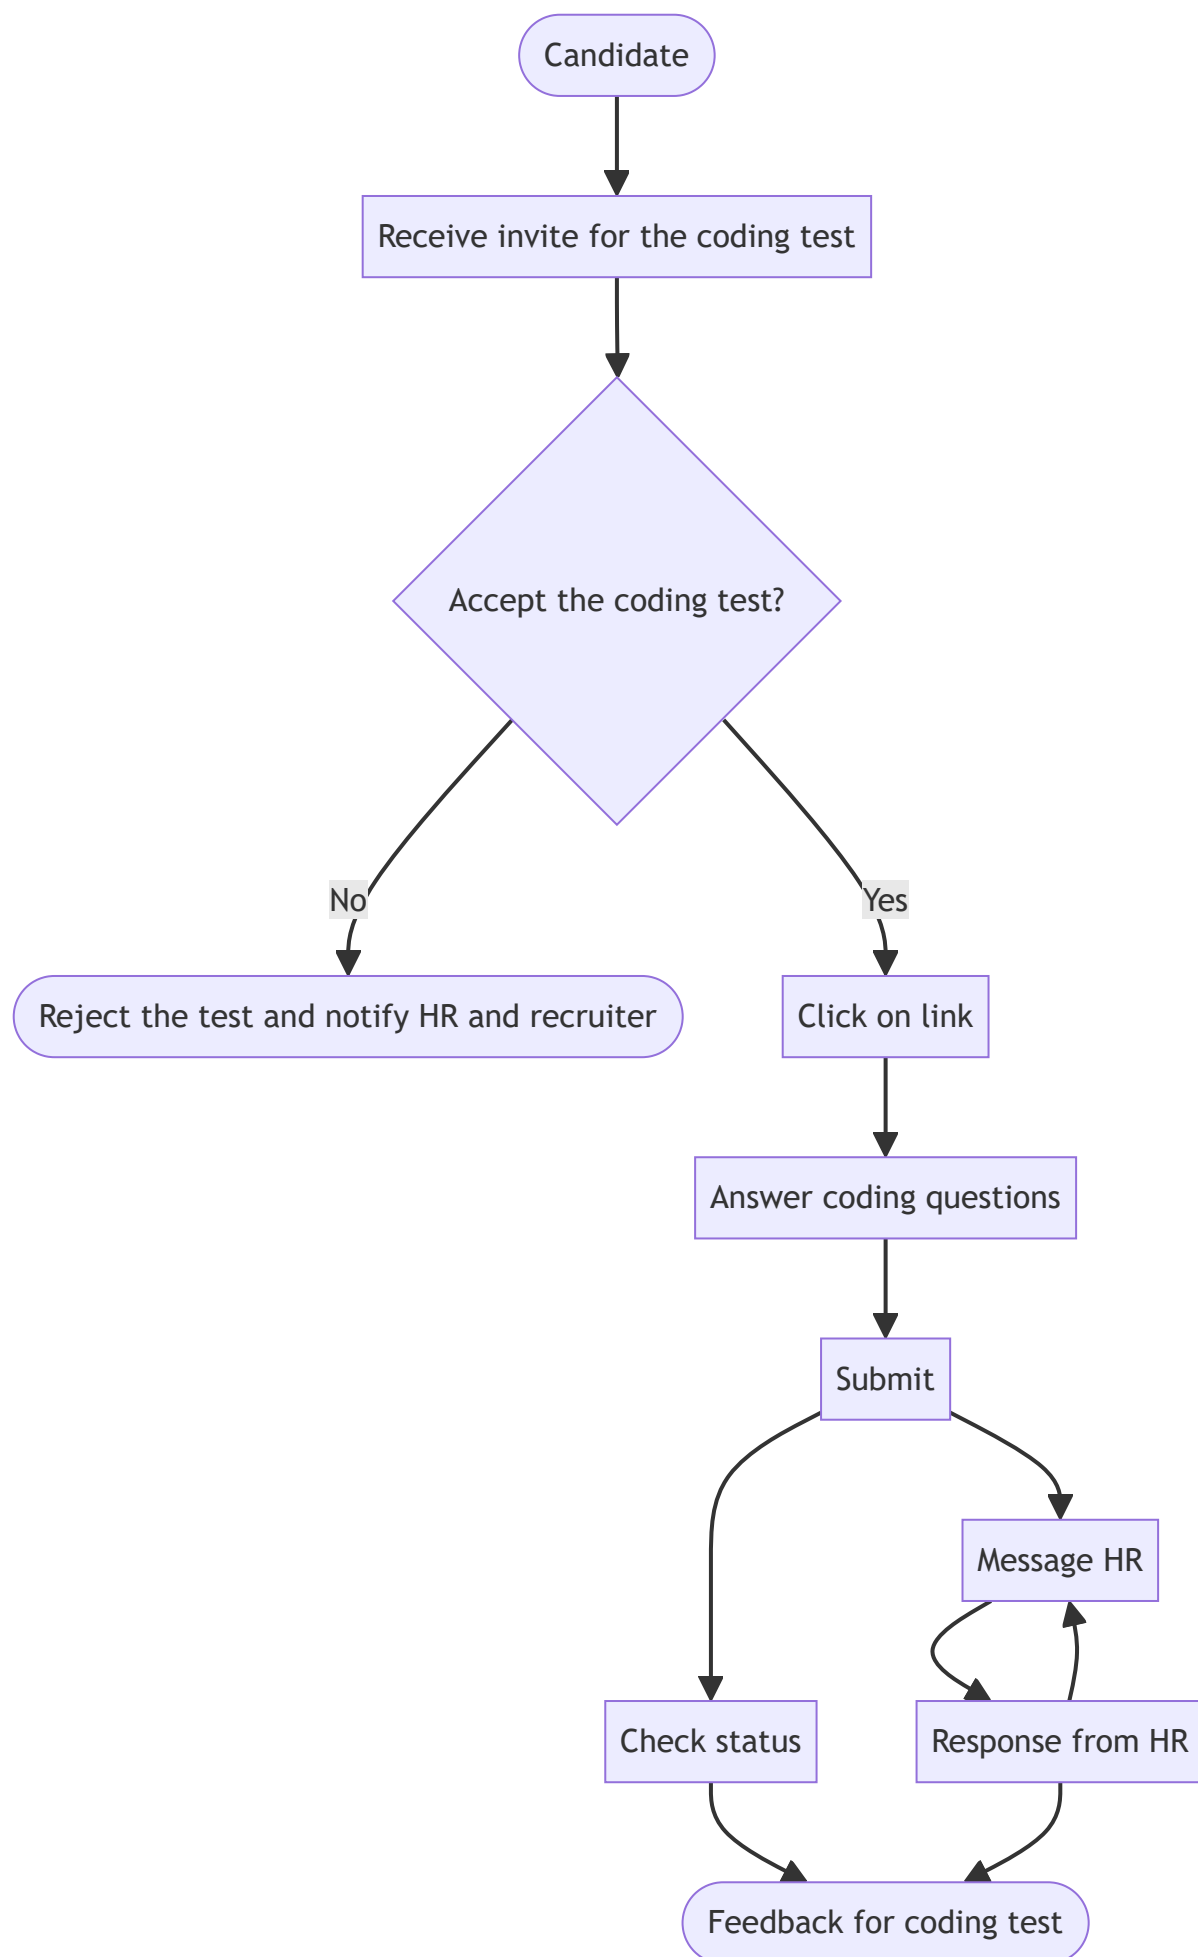 Candidate
Receive invite for the coding test
Accept the coding test?
No
Yes
Reject the test and notify HR and recruiter
Click on link
Answer coding questions
Submit
Message HR
Check status
Response from HR
Feedback for coding test